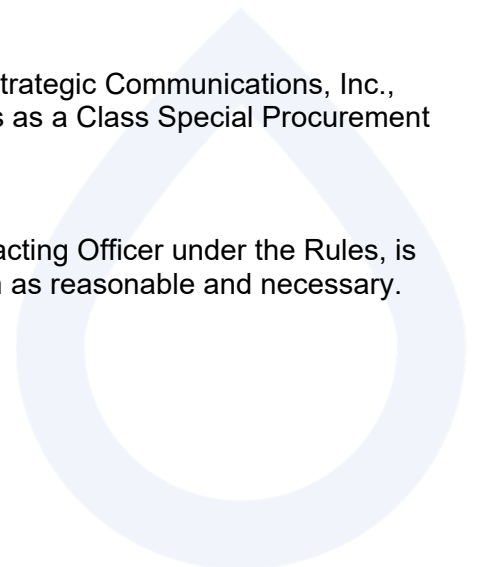 trategic Communications, Inc.,
s as a Class Special Procurement
acting Officer under the Rules, is
as reasonable and necessary.